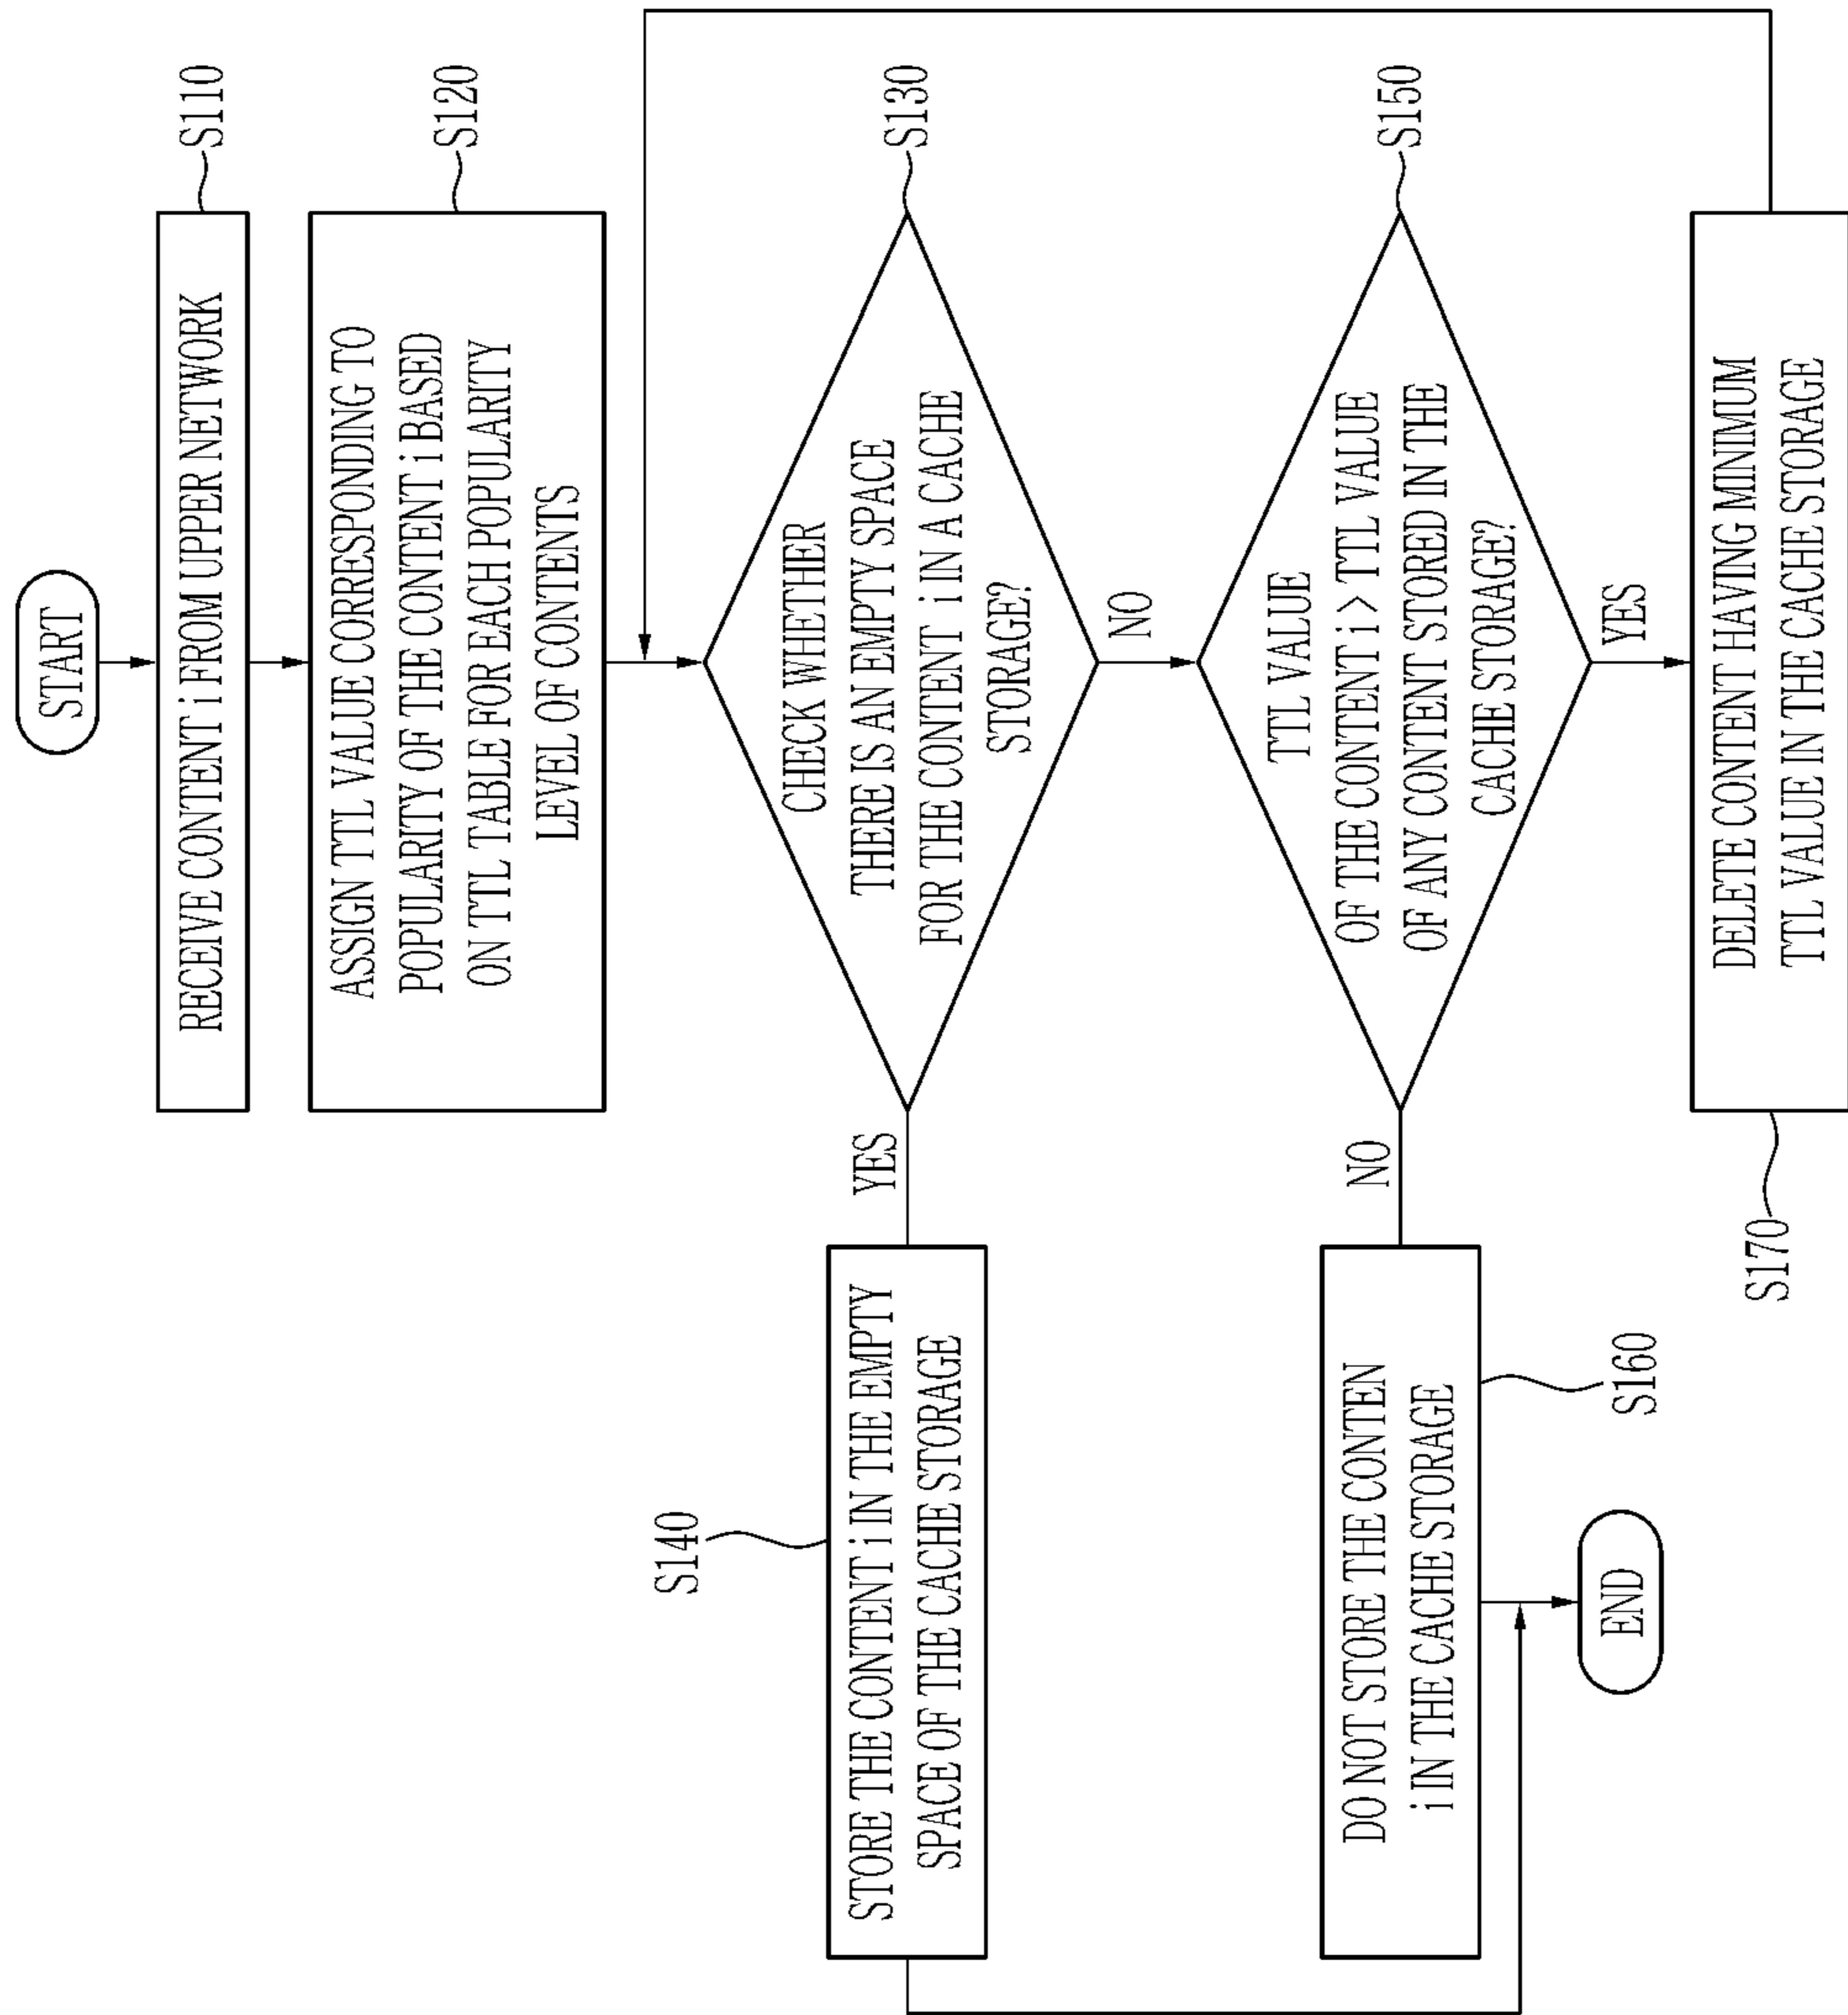 START
RECEIVE CONTENT i FROM UPPER NETWORK
S110
ASSIGN TTL VALUE CORRESPONDING TO
POPULARITY OF THE CONTENT i BASED
ON TTL TABLE FOR EACH POPULARITY
LEVEL OF CONTENTS
S120
CHECK WHETHER
THERE IS AN EMPTY SPACE
FOR THE CONTENT i IN A CACHE
STORAGE?
S130
YES
NO
S140
STORE THE CONTENT i IN THE EMPTY
SPACE OF THE CACHE STORAGE
TTL VALUE
OF THE CONTENT i > TTL VALUE
OF ANY CONTENT STORED IN THE
CACHE STORAGE?
S150
NO
YES
DO NOT STORE THE CONTEN
i IN THE CACHE STORAGE
S160
END
DELETE CONTENT HAVING MINIMUM
TTL VALUE IN THE CACHE STORAGE
S170